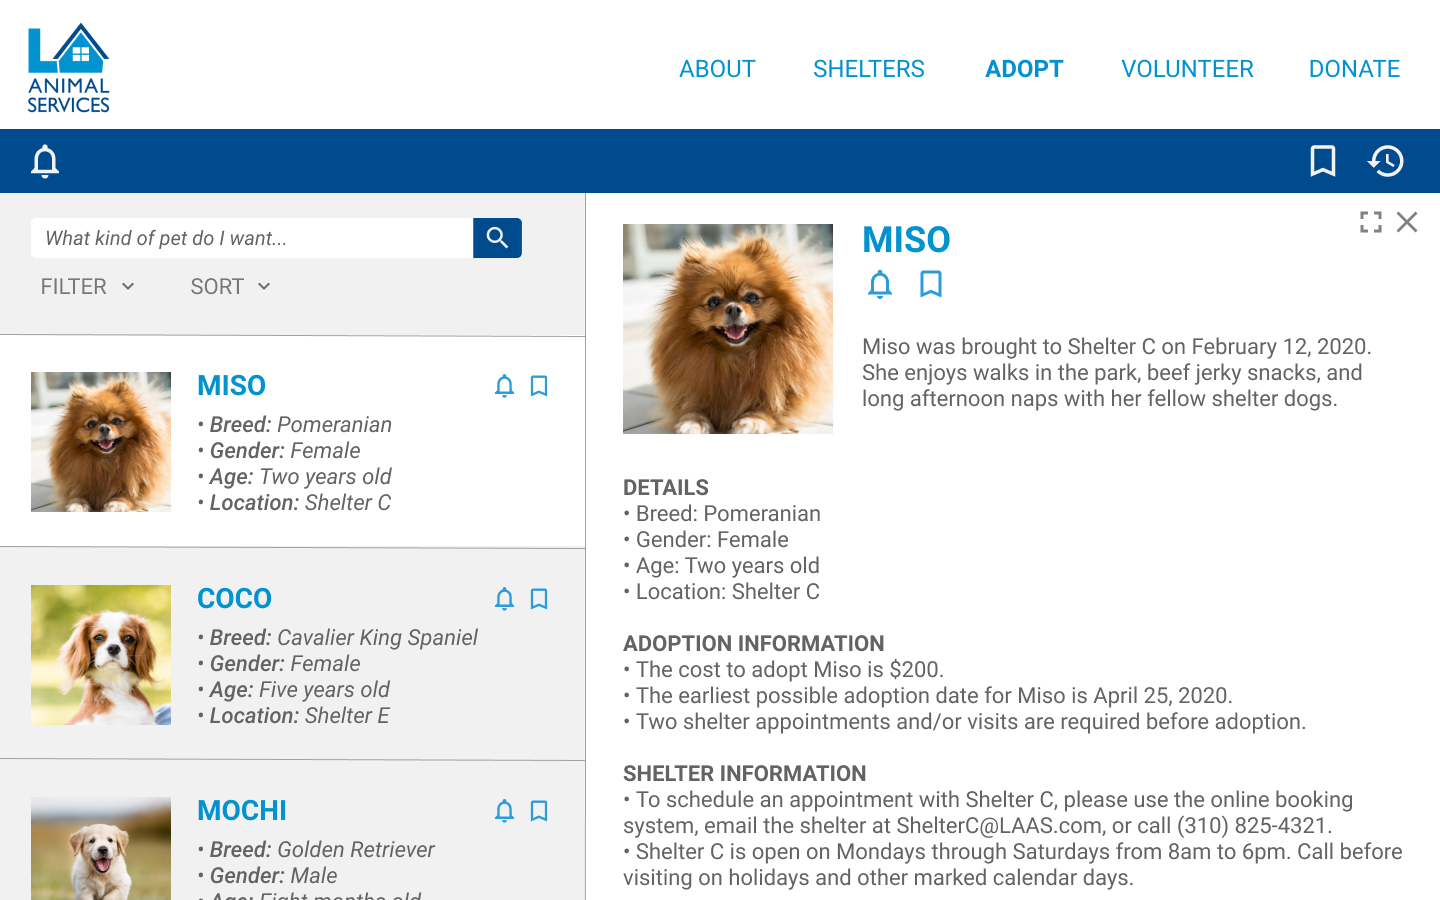 LA
ANIMAL
SERVICES
ABOUT SHELTERS ADOPT VOLUNTEER DONATE
What kind of pet do I want...
FILTER SORT
MISO
• Breed: Pomeranian
• Gender: Female
• Age: Two years old
• Location: Shelter C
COCO
• Breed: Cavalier King Spaniel
• Gender: Female
• Age: Five years old
• Location: Shelter E
MOCHI
• Breed: Golden Retriever
• Gender: Male
• Age: Eight months old
MISO
Miso was brought to Shelter C on February 12, 2020.
She enjoys walks in the park, beef jerky snacks, and
long afternoon naps with her fellow shelter dogs.
DETAILS
• Breed: Pomeranian
• Gender: Female
• Age: Two years old
• Location: Shelter C
ADOPTION INFORMATION
• The cost to adopt Miso is $200.
• The earliest possible adoption date for Miso is April 25, 2020.
• Two shelter appointments and/or visits are required before adoption.
SHELTER INFORMATION
• To schedule an appointment with Shelter C, please use the online booking
system, email the shelter at ShelterC@LAAS.com, or call (310) 825-4321.
• Shelter C is open on Mondays through Saturdays from 8am to 6pm. Call before
visiting on holidays and other marked calendar days.